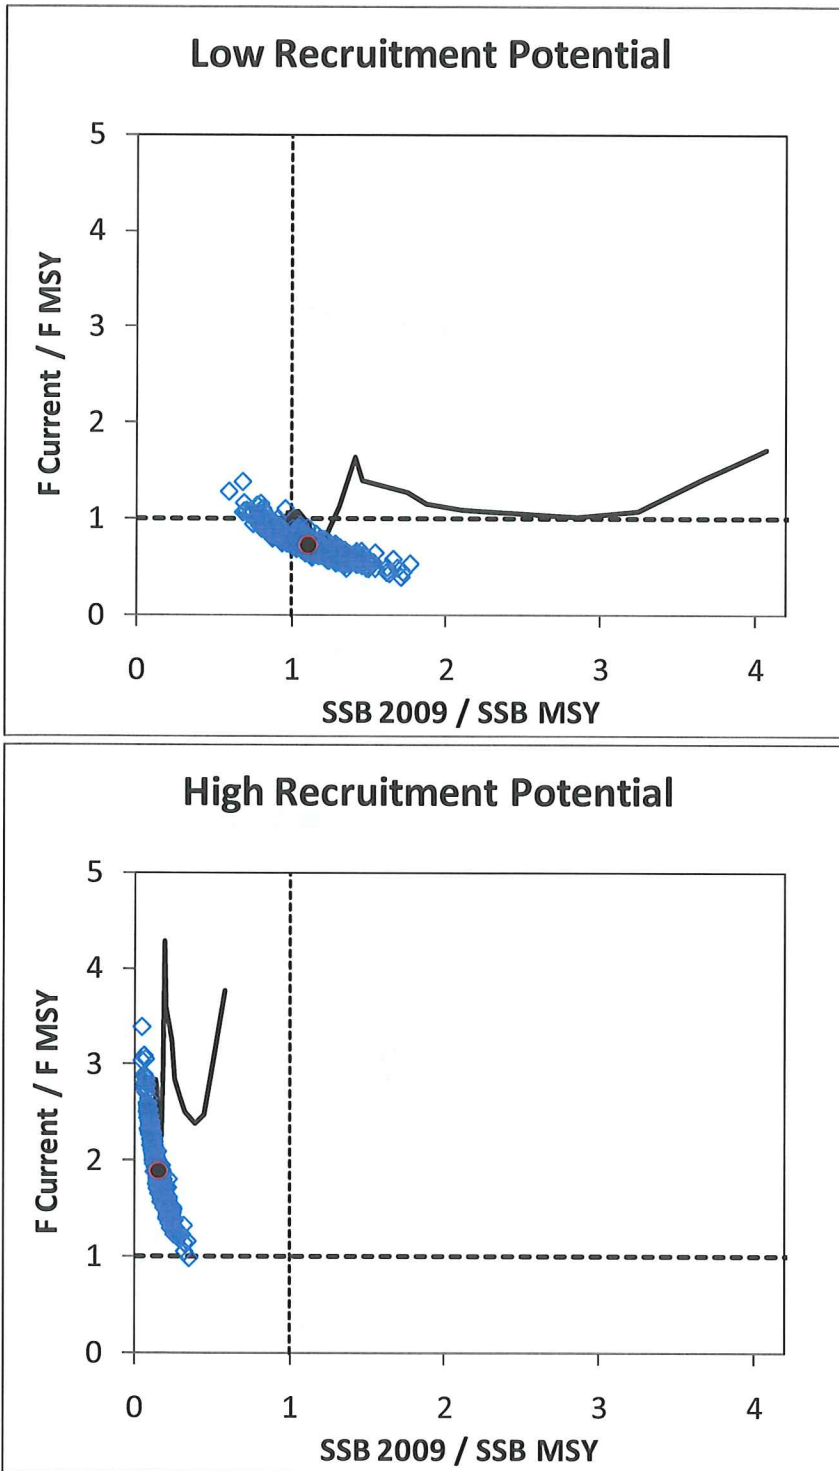 Low Recruitment Potential
5
4
3
2
1
0
F Current / F MSY
0 1 2 3 4
SSB 2009 / SSB MSY
High Recruitment Potential
5
4
3
2
1
0
F Current / F MSY
0 1 2 3 4
SSB 2009 / SSB MSY